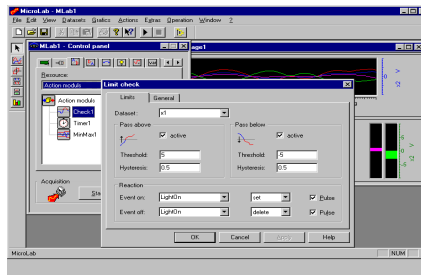 MicroLab - MLab1
File Edit View Datasets Grafics Actions Extras Operation Window ?
MLab1 - Control panel
Resource:
Action moduls
Action moduls
Check1
Timer1
MinMax1
Acquisition
Limit check
Limits General
Dataset: x1
Pass above Pass below
active active
Threshold: 5 Threshold: -5
Hysteresis: 0.5 Hysteresis: 0.5
Reaction
Event on: LightOn set Pulse
Event off: LightOn delete Pulse
OK Cancel Apply Help
MicroLab NUM